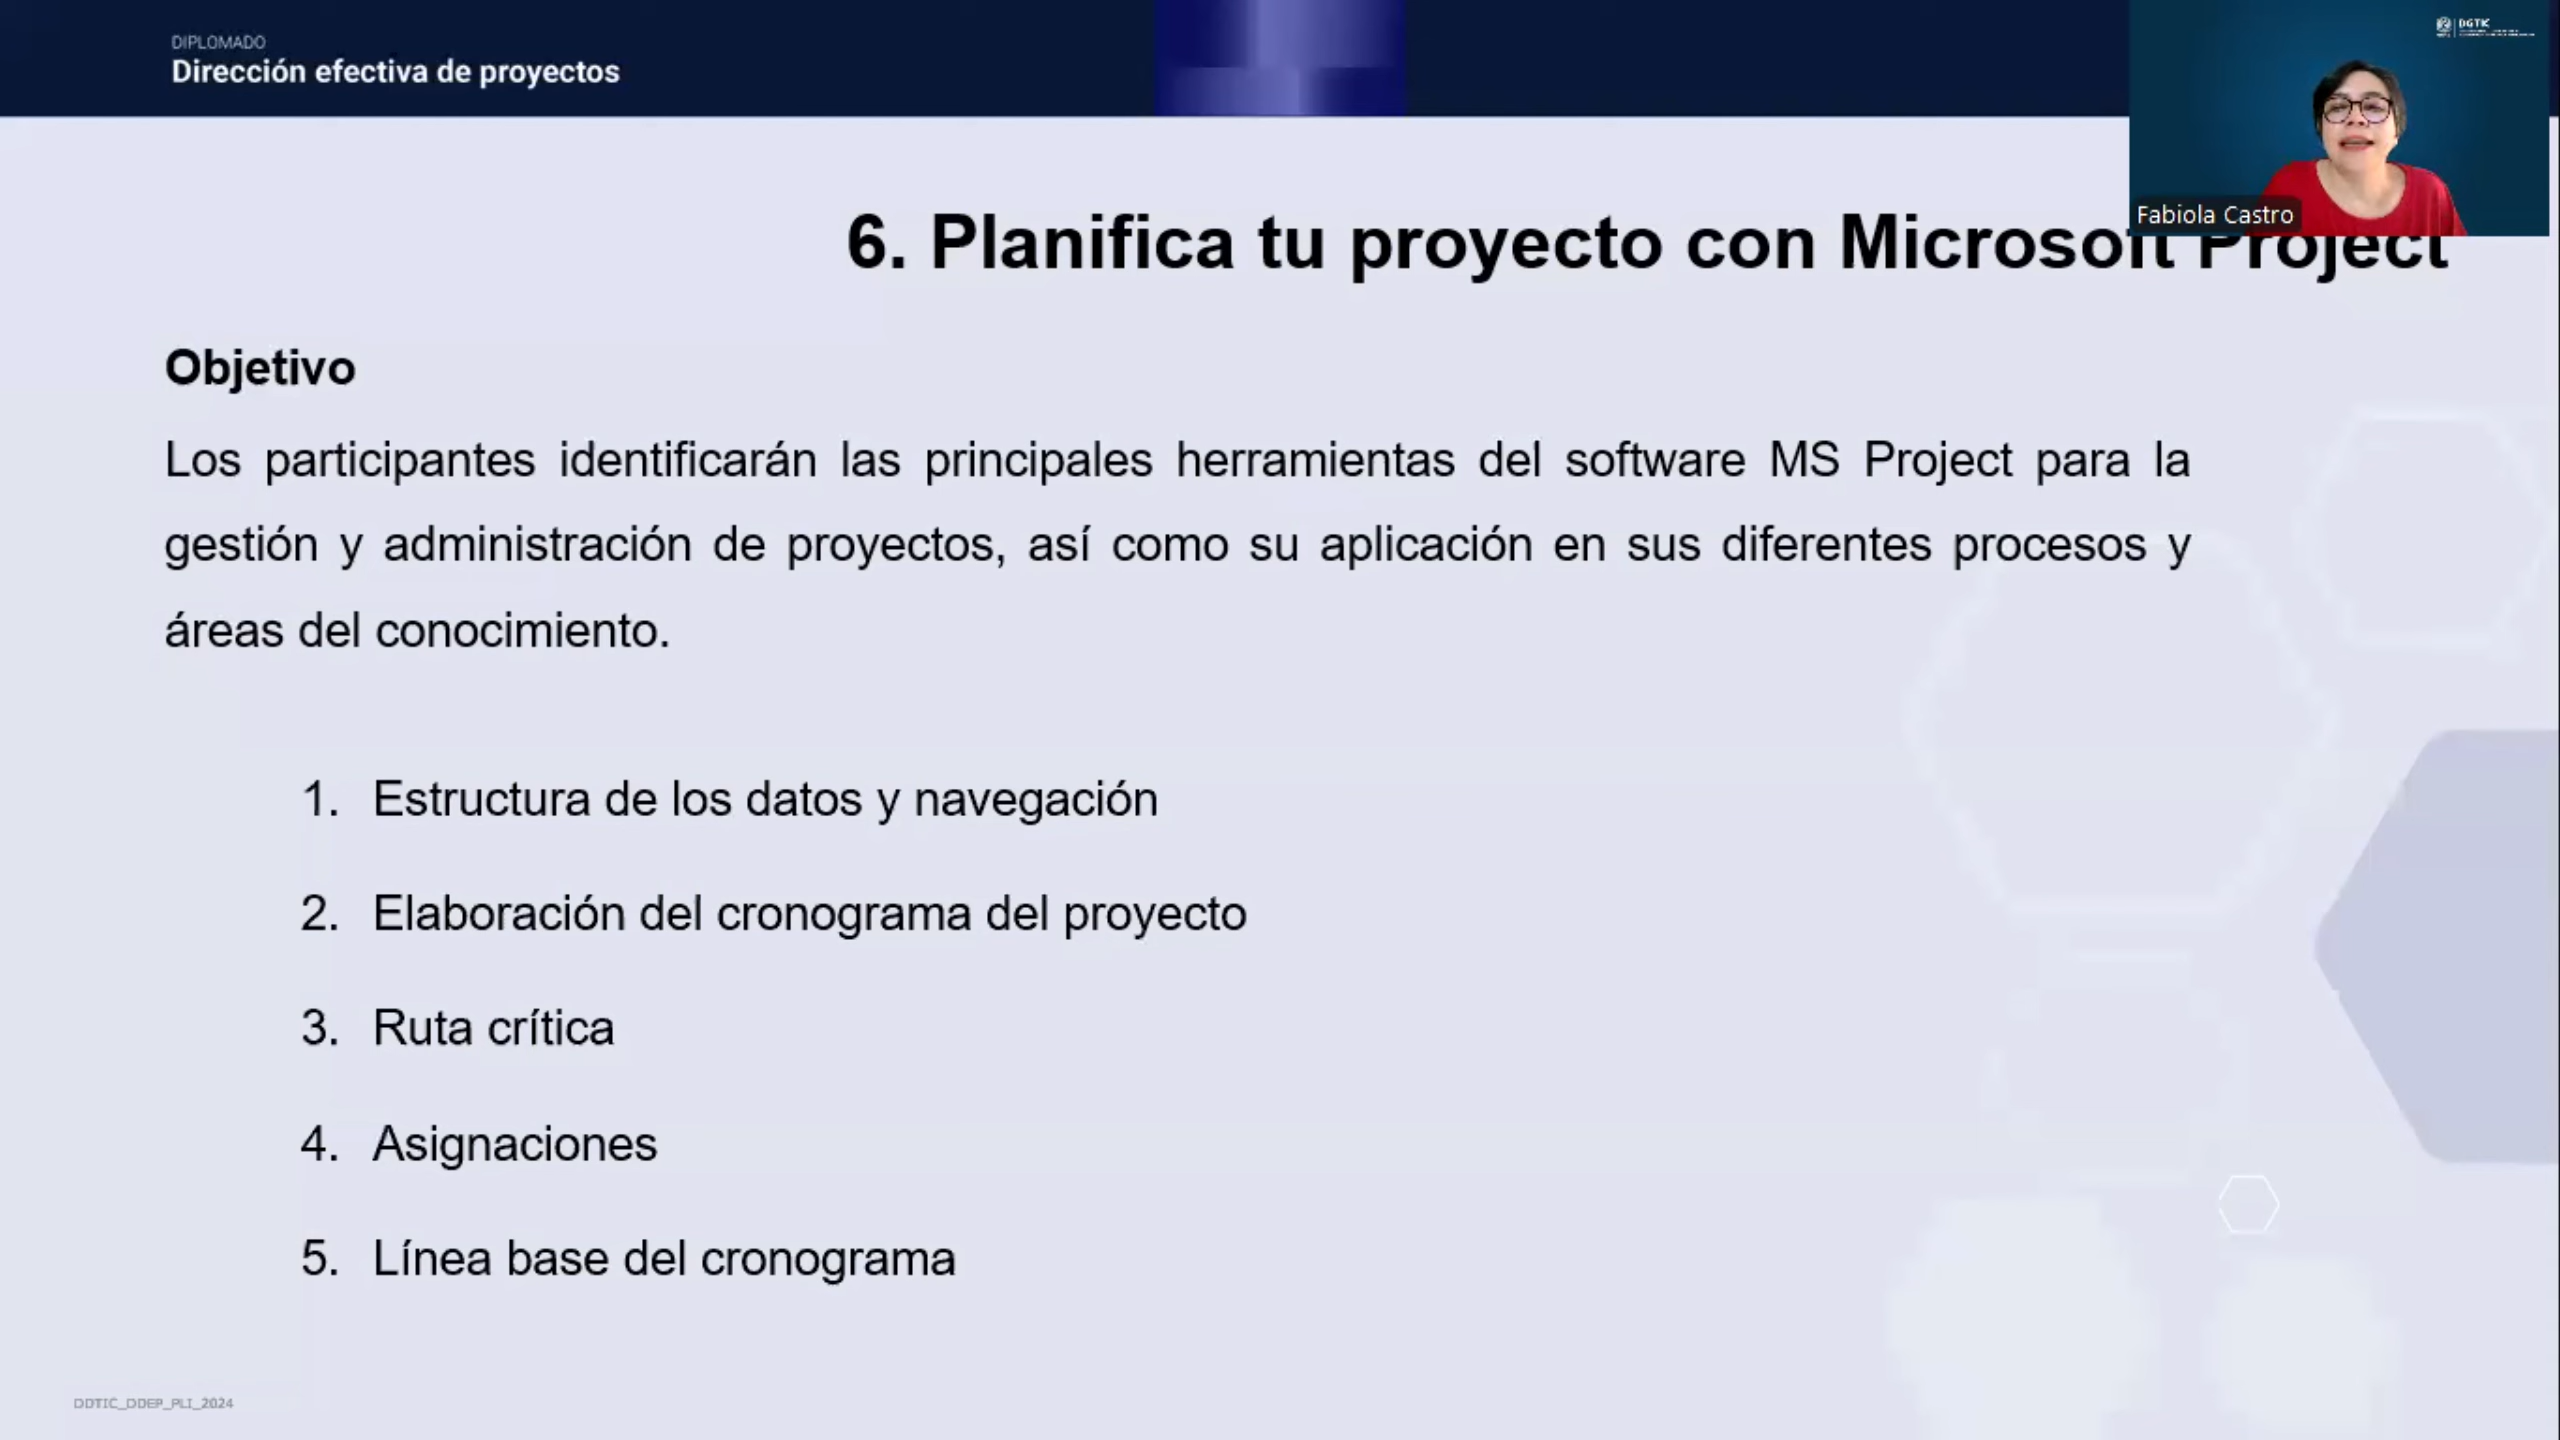 DIPLOMADO
Dirección efectiva de proyectos
DGTIC
Fabiola Castro
6. Planifica tu proyecto con Microsoft Project
Objetivo
Los participantes identificarán las principales herramientas del software MS Project para la
gestión y administración de proyectos, así como su aplicación en sus diferentes procesos y
áreas del conocimiento.
1. Estructura de los datos y navegación
2. Elaboración del cronograma del proyecto
3. Ruta crítica
4. Asignaciones
5. Línea base del cronograma
DDTIC_DDEP_PLI_2024